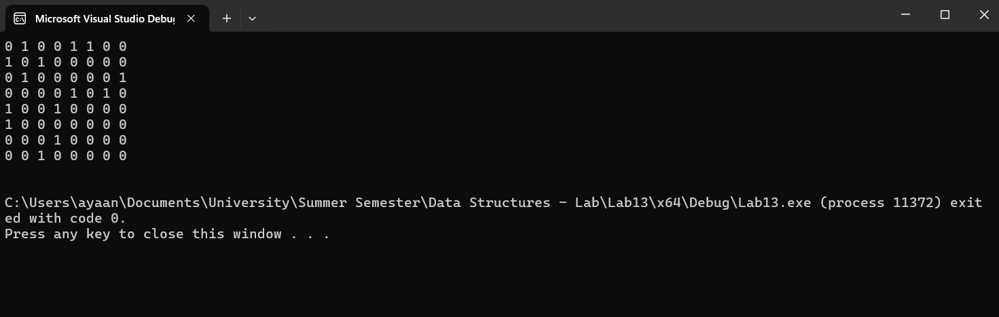 Microsoft Visual Studio Debug
0 1 0 0 1 1 0 0
1 0 1 0 0 0 0 0
0 1 0 0 0 0 0 1
0 0 0 0 1 0 1 0
1 0 0 1 0 0 0 0
1 0 0 0 0 0 0 0
0 0 0 1 0 0 0 0
0 0 1 0 0 0 0 0
C:\Users\ayaan\Documents\University\Summer Semester\Data Structures - Lab\Lab13\x64\Debug\Lab13.exe (process 11372) exit
ed with code 0.
Press any key to close this window . . .